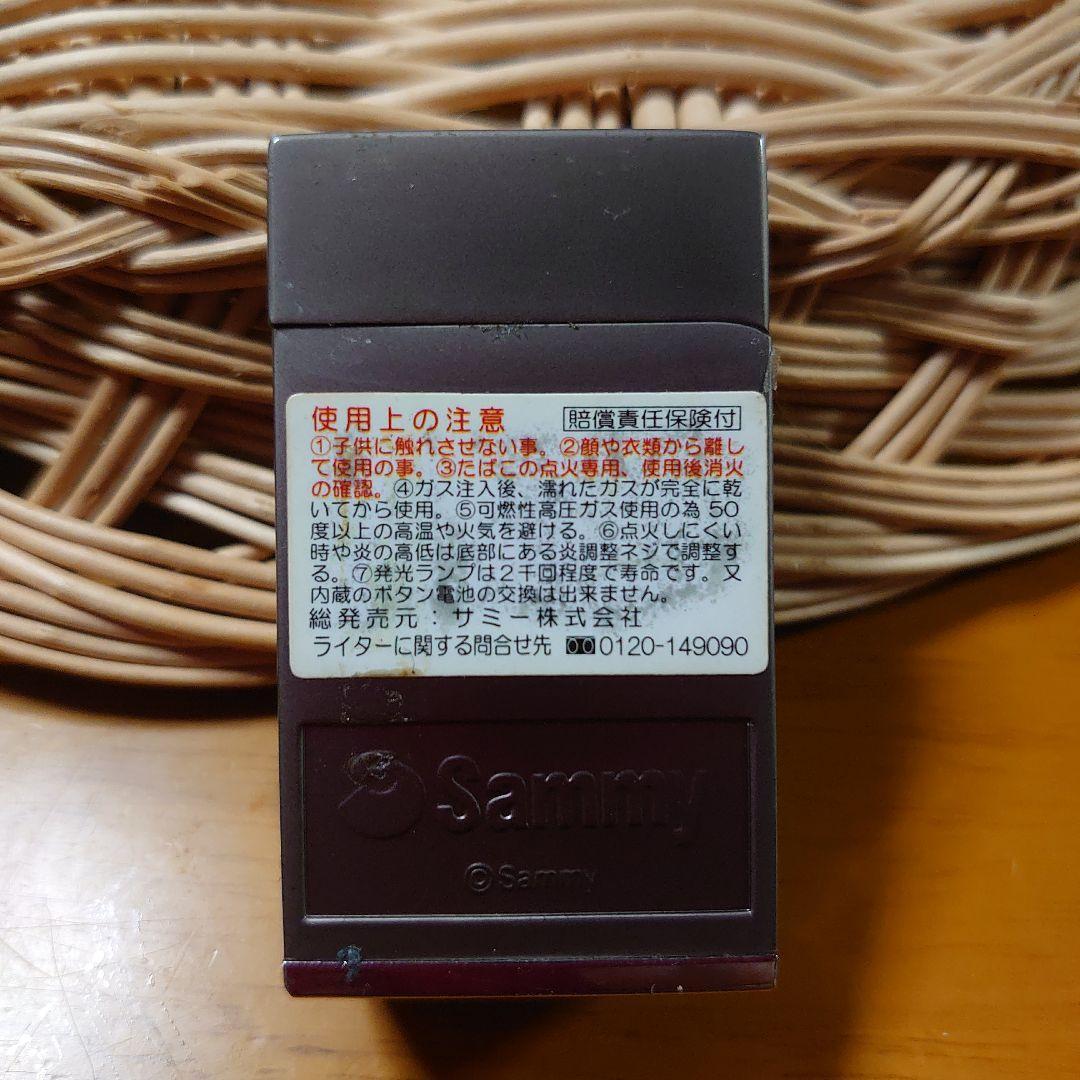 使用上の注意 賠償責任保険付
①子供に触れさせない事。②顔や衣類から離し
て使用の事。③たばこの点火専用、使用後消火
の確認。④ガス注入後、濡れたガスが完全に乾
いてから使用。⑤可燃性高圧ガス使用の為50
度以上の高温や火気を避ける。⑥点火しにくい
時や炎の高低は底部にある炎調整ネジで調整す
る。⑦発光ランプは2千回程度で寿命です。又
内蔵のボタン電池の交換は出来ません。
総発売元：サミー株式会社
ライターに関する問合せ先 0120-149090
Sammy
©Sammy